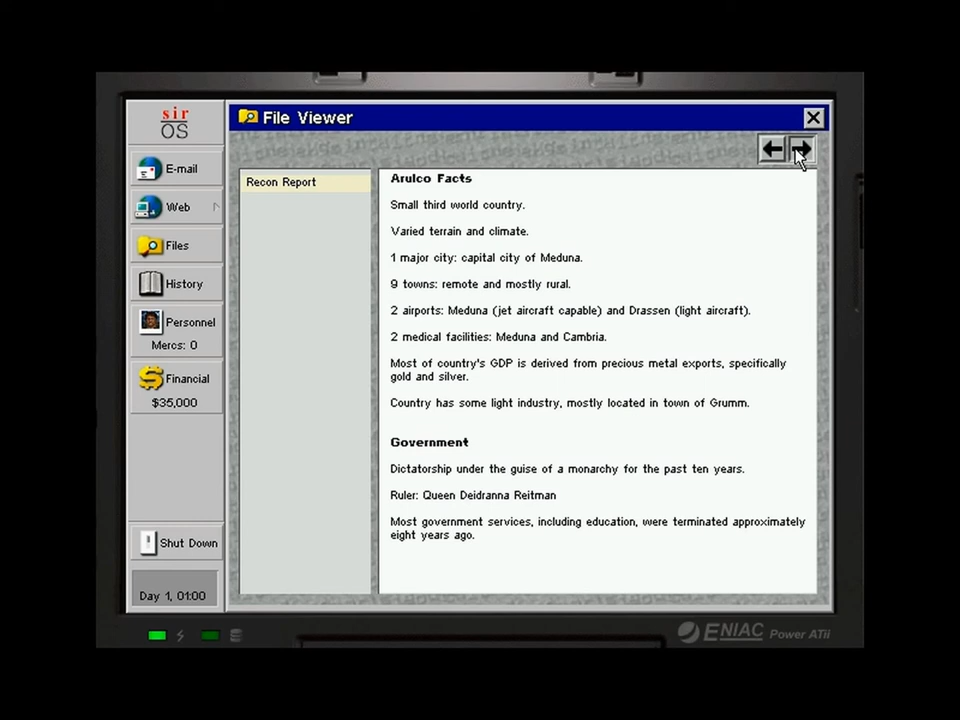 sir
OS
File Viewer
E-mail
Web
Files
History
Personnel
Mercs: 0
Financial
$35,000
Shut Down
Day 1, 01:00
Recon Report
Arulco Facts
Small third world country.
Varied terrain and climate.
1 major city: capital city of Meduna.
9 towns: remote and mostly rural.
2 airports: Meduna (jet aircraft capable) and Drassen (light aircraft).
2 medical facilities: Meduna and Cambria.
Most of country's GDP is derived from precious metal exports, specifically
gold and silver.
Country has some light industry, mostly located in town of Grumm.
Government
Dictatorship under the guise of a monarchy for the past ten years.
Ruler: Queen Deidranna Reitman
Most government services, including education, were terminated approximately
eight years ago.
ENIAC Power ATii